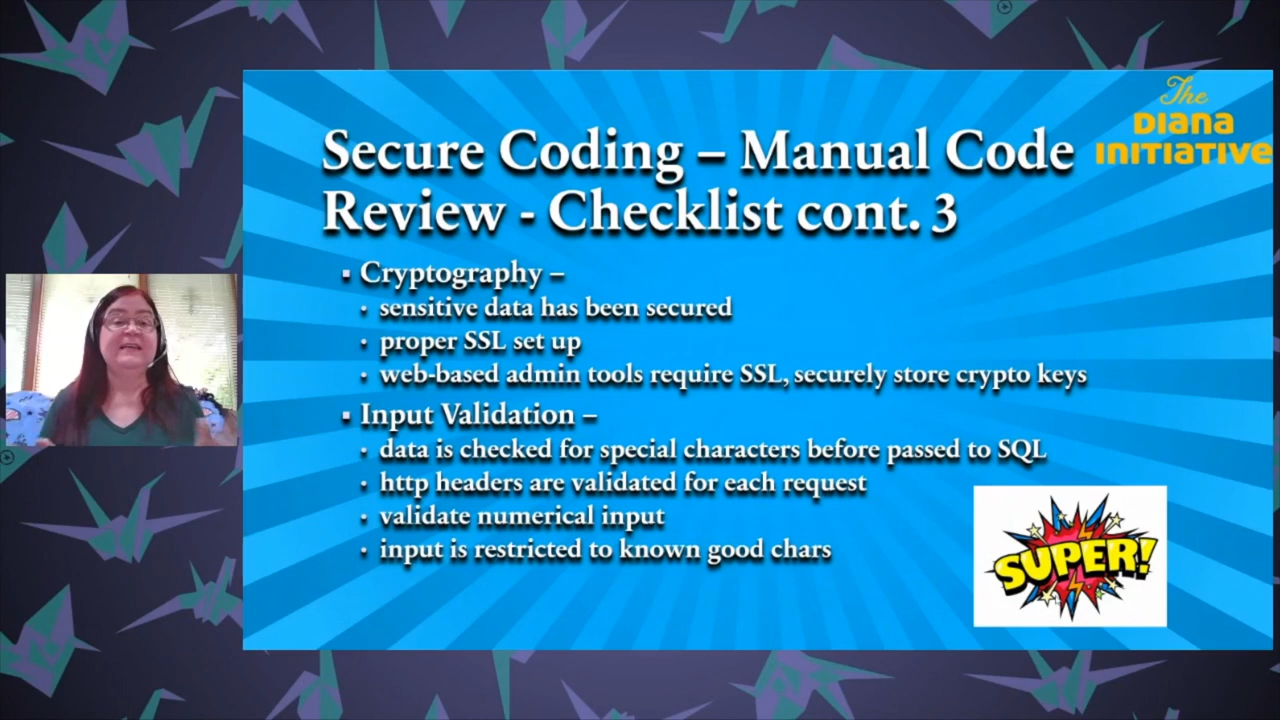 The
DIANA
INITIATIVE
Secure Coding – Manual Code
Review - Checklist cont. 3
▪ Cryptography –
• sensitive data has been secured
• proper SSL set up
• web-based admin tools require SSL, securely store crypto keys
▪ Input Validation –
• data is checked for special characters before passed to SQL
• http headers are validated for each request
• validate numerical input
• input is restricted to known good chars
SUPER!